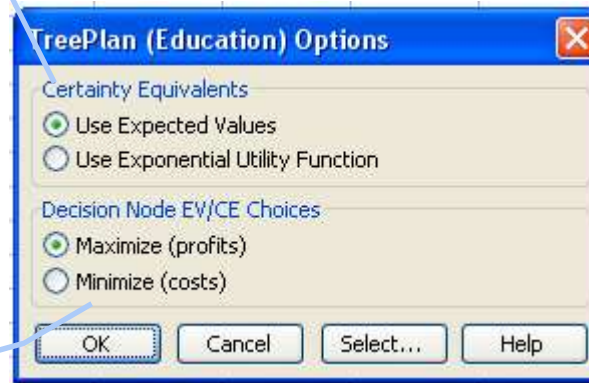 TreePlan (Education) Options
Certainty Equivalents
Use Expected Values
Use Exponential Utility Function
Decision Node EV/CE Choices
Maximize (profits)
Minimize (costs)
OK Cancel Select... Help